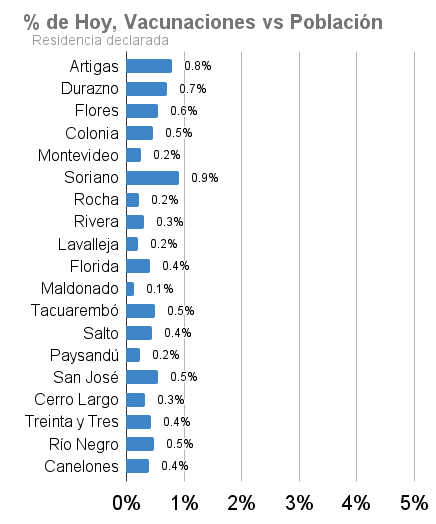 % de Hoy, Vacunaciones vs Población
Residencia declarada
Artigas 0.8%
Durazno 0.7%
Flores 0.6%
Colonia 0.5%
Montevideo 0.2%
Soriano 0.9%
Rocha 0.2%
Rivera 0.3%
Lavalleja 0.2%
Florida 0.4%
Maldonado 0.1%
Tacuarembó 0.5%
Salto 0.4%
Paysandú 0.2%
San José 0.5%
Cerro Largo 0.3%
Treinta y Tres 0.4%
Río Negro 0.5%
Canelones 0.4%
0% 1% 2% 3% 4% 5%